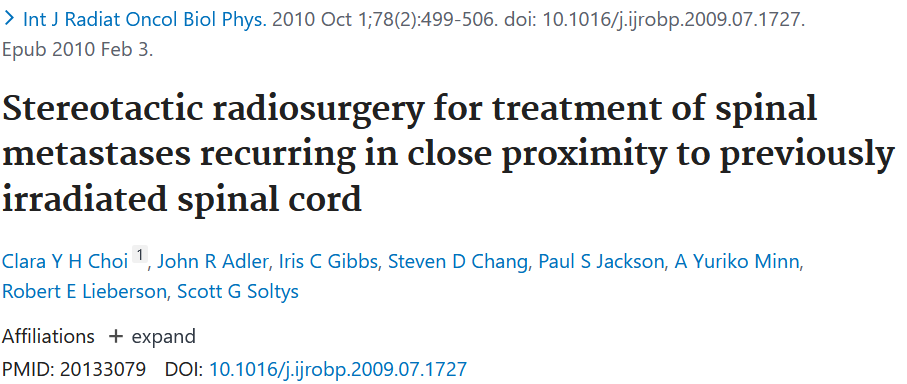 > Int J Radiat Oncol Biol Phys. 2010 Oct 1;78(2):499-506. doi: 10.1016/j.ijrobp.2009.07.1727.
Epub 2010 Feb 3.
Stereotactic radiosurgery for treatment of spinal
metastases recurring in close proximity to previously
irradiated spinal cord
Clara Y H Choi 1, John R Adler, Iris C Gibbs, Steven D Chang, Paul S Jackson, A Yuriko Minn,
Robert E Lieberson, Scott G Soltys
Affiliations + expand
PMID: 20133079 DOI: 10.1016/j.ijrobp.2009.07.1727